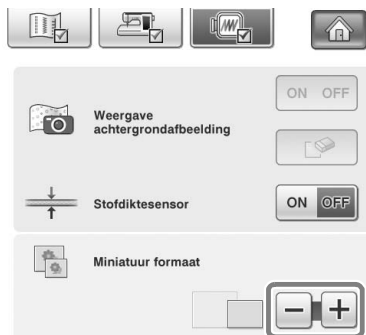 ON OFF
Weergave
achtergrondafbeelding
Stofdiktesensor
ON OFF
Miniatuur formaat
− +